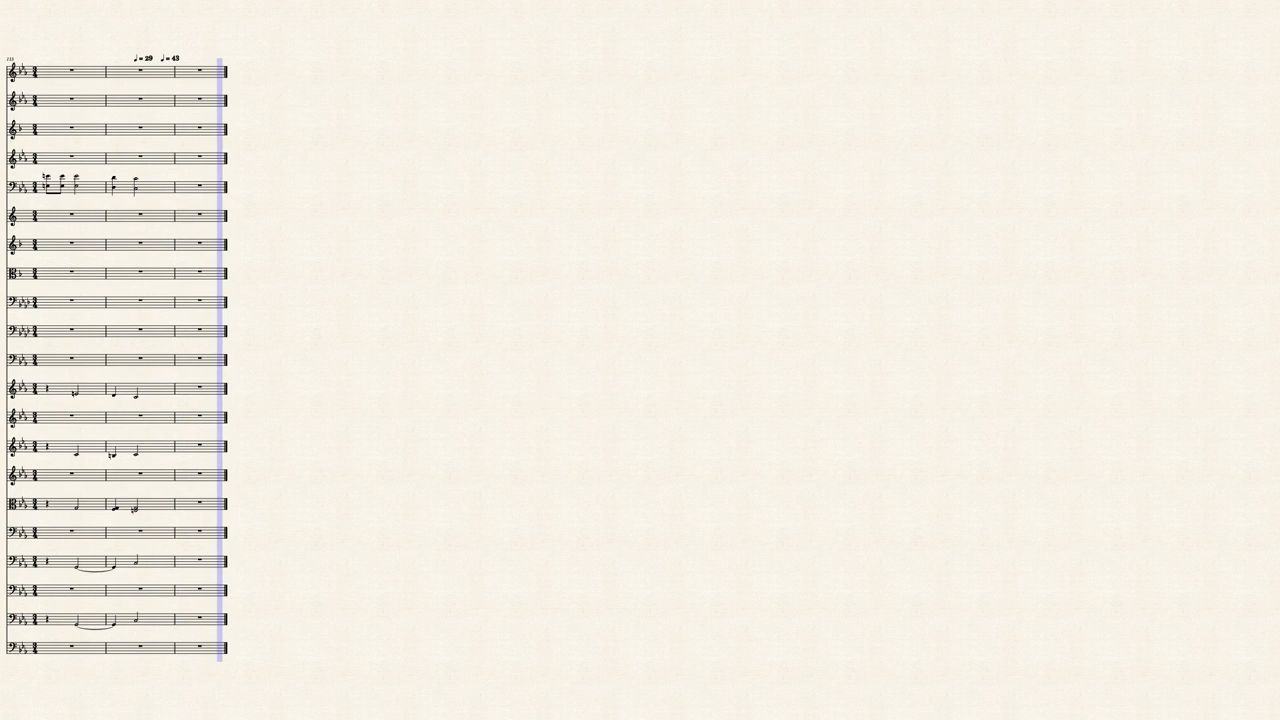 ♩ = 29 ♩ = 43